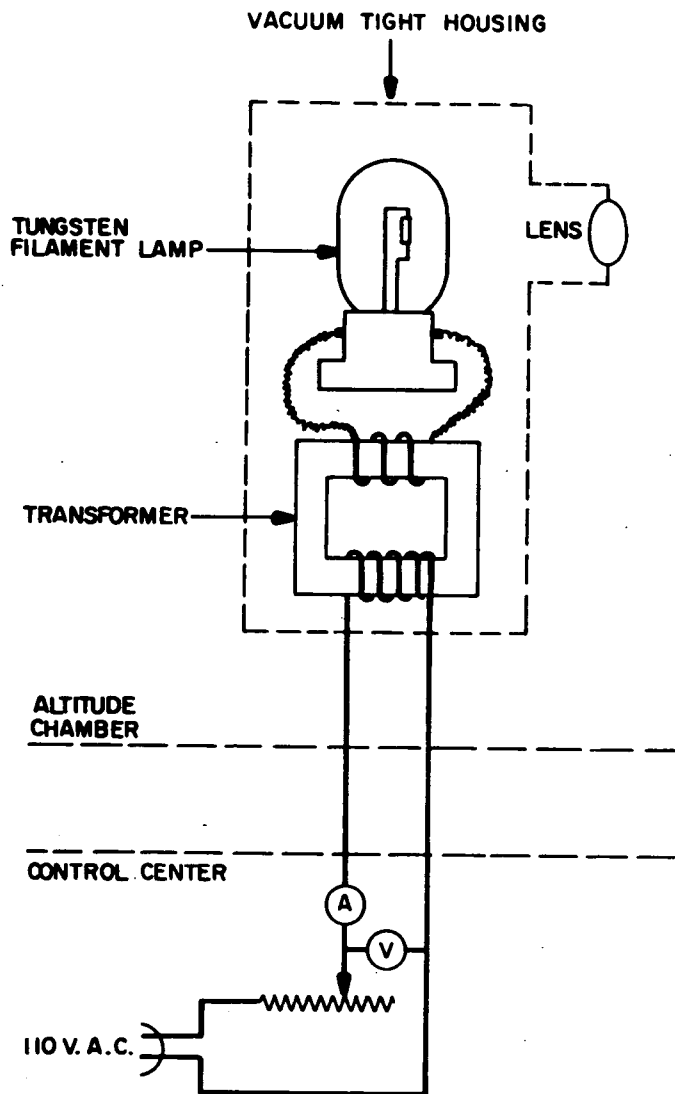 VACUUM TIGHT HOUSING
TUNGSTEN
FILAMENT LAMP
LENS
TRANSFORMER
ALTITUDE
CHAMBER
CONTROL CENTER
A
V
110 V. A.C.